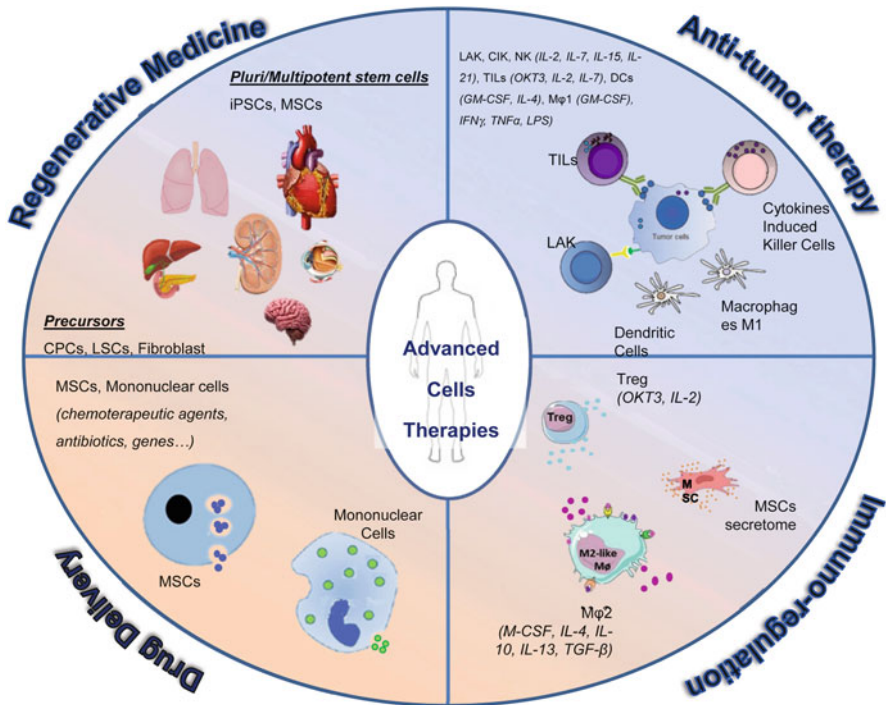 Regenerative Medicine
Pluri/Multipotent stem cells
iPSCs, MSCs
Precursors
CPCs, LSCs, Fibroblast
Anti-tumor therapy
LAK, CIK, NK (IL-2, IL-7, IL-15, IL-
21), TILs (OKT3, IL-2, IL-7), DCs
(GM-CSF, IL-4), Mφ1 (GM-CSF),
IFNγ, TNFα, LPS)
TILs
Tumor cells
Cytokines
Induced
Killer Cells
LAK
Macrophag
es M1
Dendritic
Cells
Advanced
Cells
Therapies
MSCs, Mononuclear cells
(chemoterapeutic agents,
antibiotics, genes…)
MSCs
Mononuclear
Cells
Drug Delivery
Treg
(OKT3, IL-2)
Treg
M
SC
MSCs
secretome
M2-like
Mø
Mφ2
(M-CSF, IL-4, IL-
10, IL-13, TGF-β)
Immuno-regulation